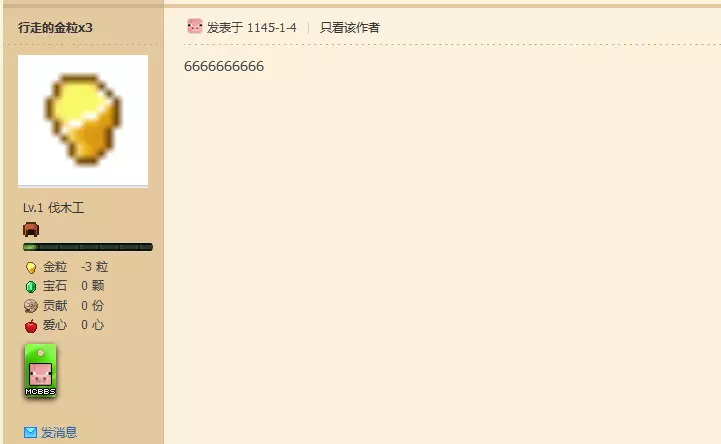 行走的金粒x3
发表于 1145-1-4 只看该作者
6666666666
Lv.1 伐木工
金粒 -3 粒
宝石 0 颗
贡献 0 份
爱心 0 心
MCBBS
发消息